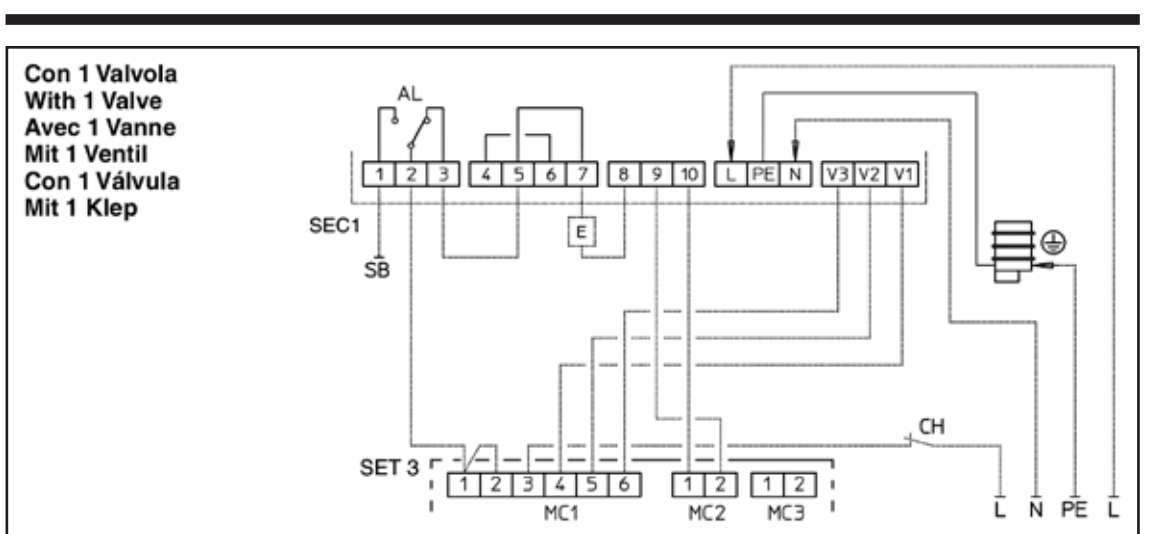 Con 1 Valvola
With 1 Valve
Avec 1 Vanne
Mit 1 Ventil
Con 1 Válvula
Mit 1 Klep
AL
1 2 3 4 5 6 7 8 9 10 L PE N V3 V2 V1
SEC1
E
SB
CH
SET 3
1 2 3 4 5 6 1 2 1 2
MC1 MC2 MC3
L N PE L